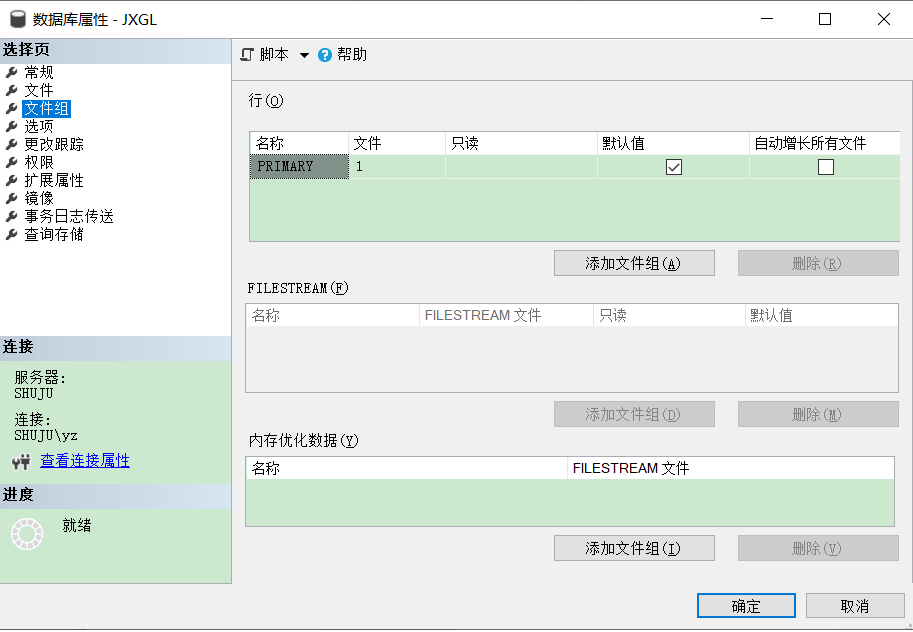 数据库属性 - JXGL
选择页
常规
文件
文件组
选项
更改跟踪
权限
扩展属性
镜像
事务日志传送
查询存储
连接
服务器:
SHUJU
连接:
SHUJU\yz
查看连接属性
进度
就绪
脚本 ? 帮助
行(O)
名称 文件 只读 默认值 自动增长所有文件
PRIMARY 1
添加文件组(A) 删除(R)
FILESTREAM(F)
名称 FILESTREAM 文件 只读 默认值
添加文件组(D) 删除(M)
内存优化数据(Y)
名称 FILESTREAM 文件
添加文件组(I) 删除(V)
确定 取消